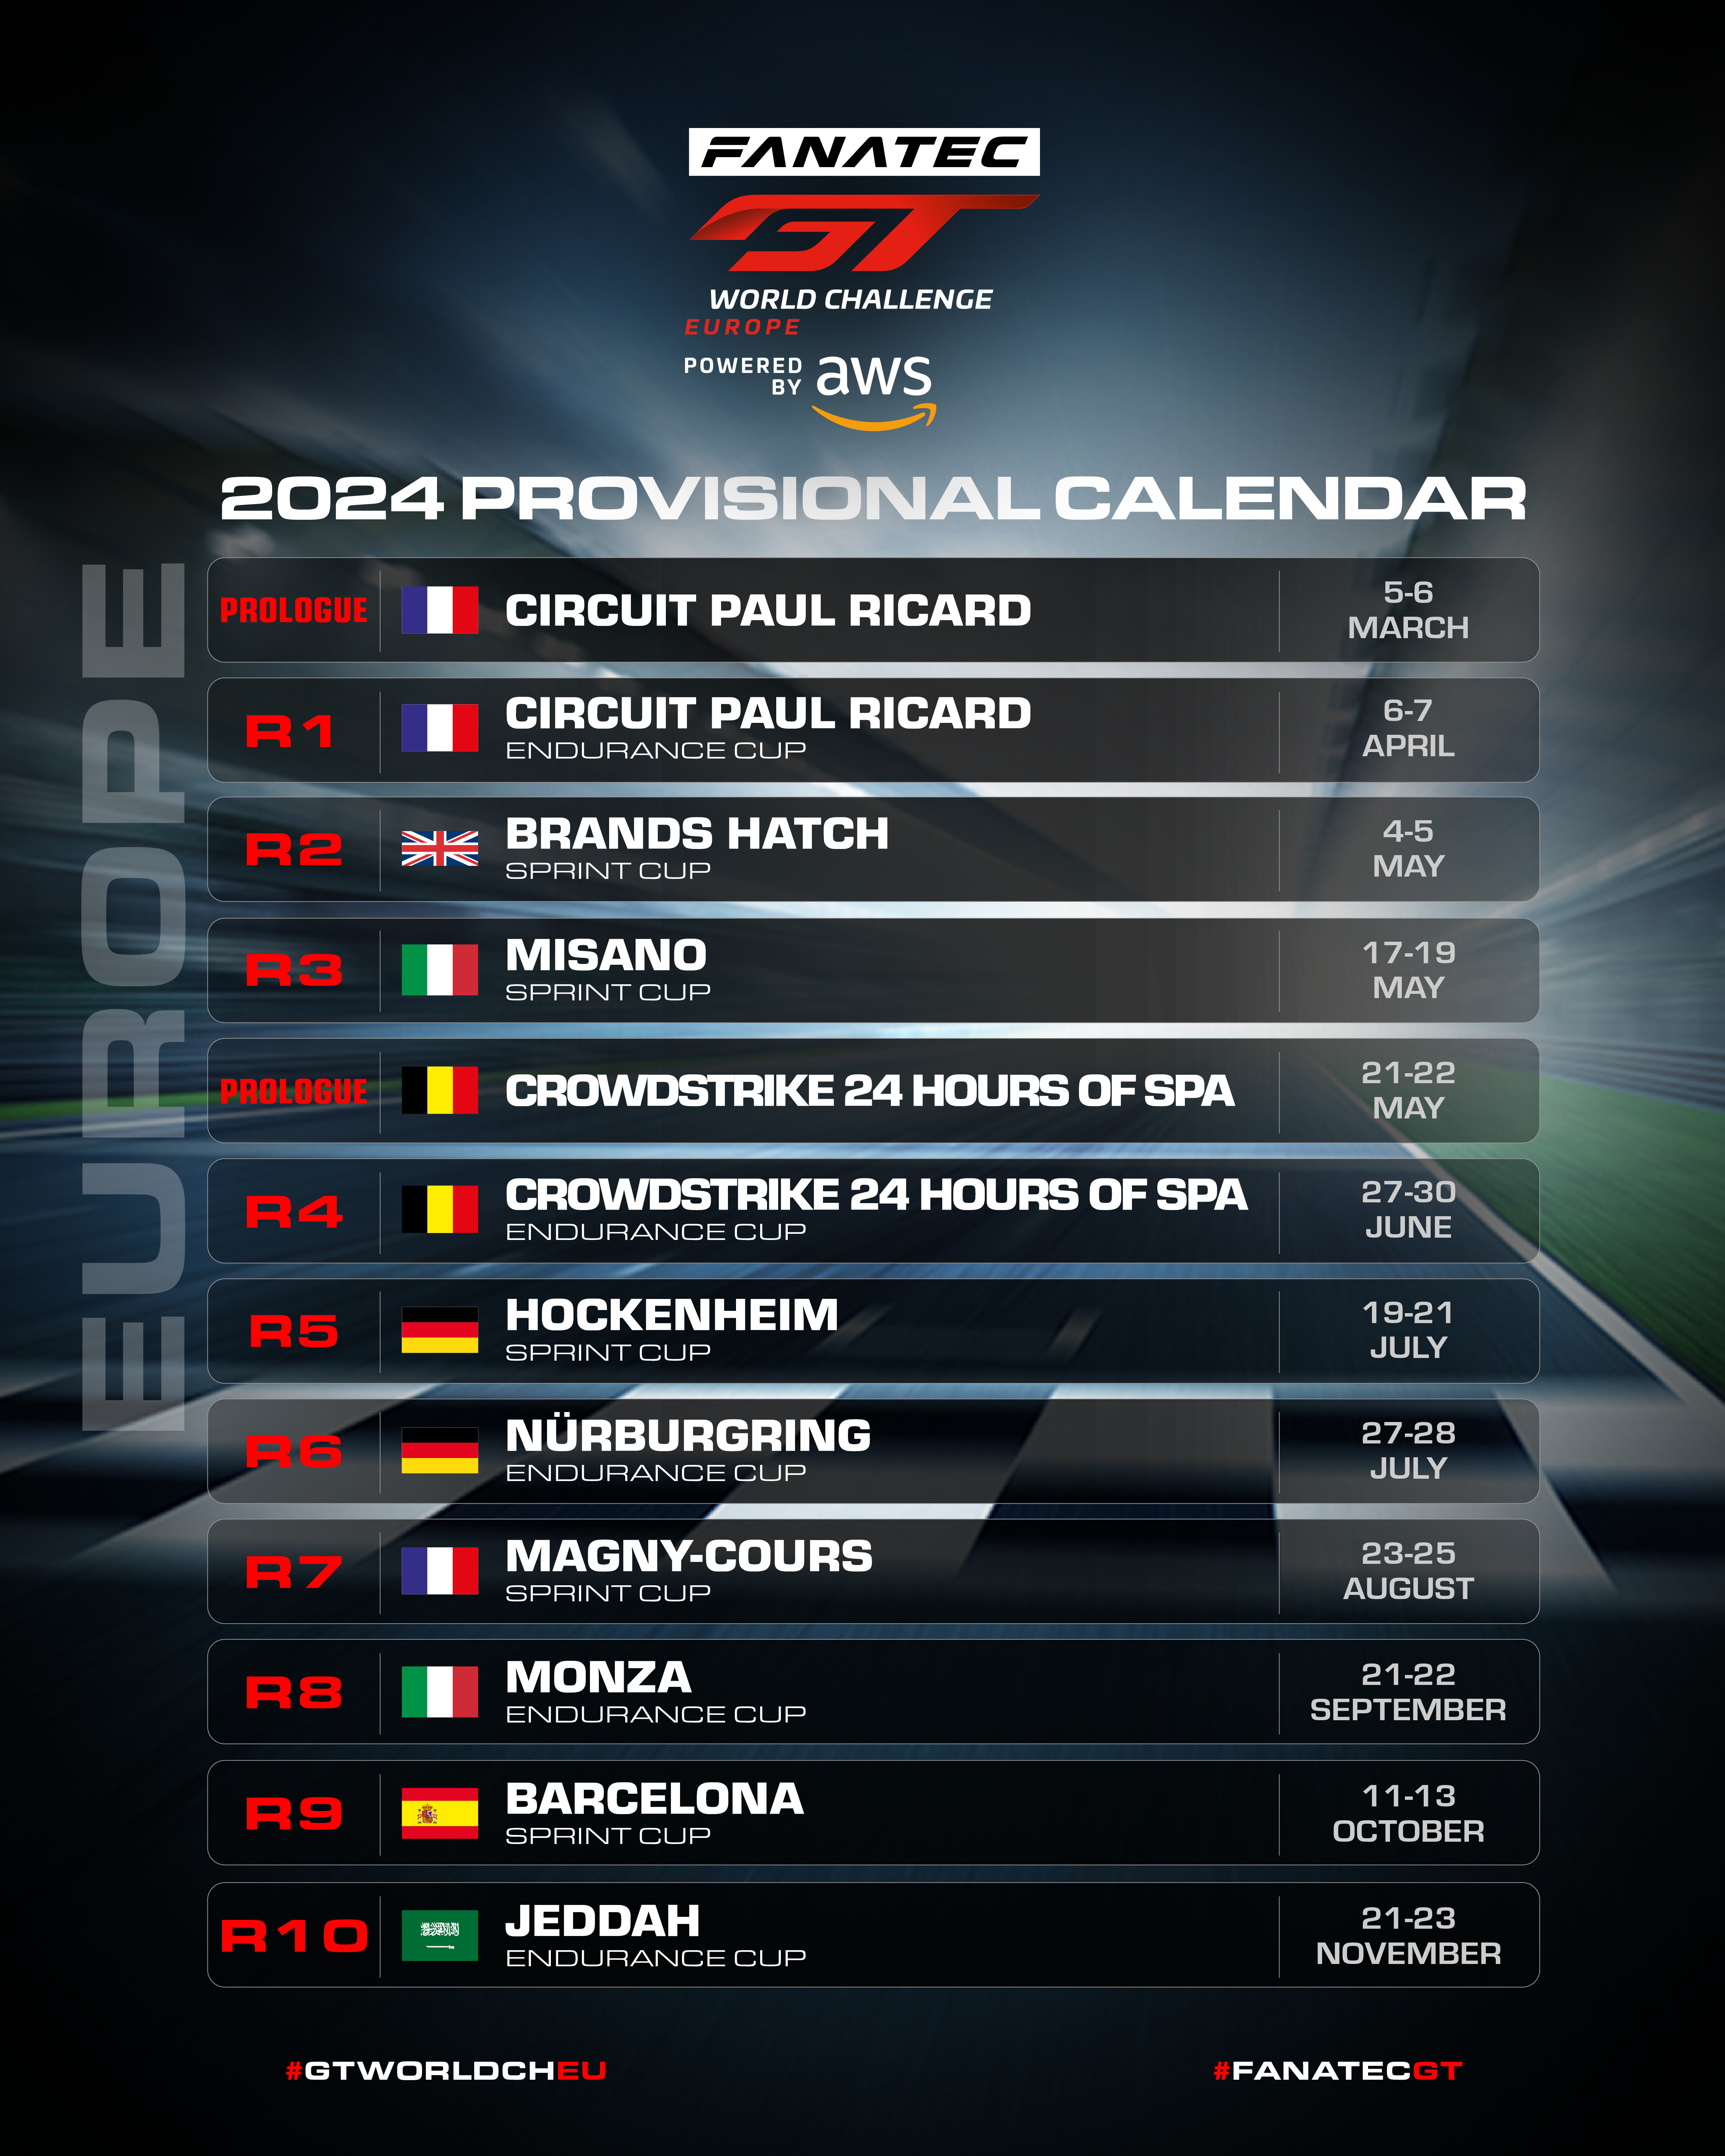 FANATEC
GT
WORLD CHALLENGE
EUROPE
POWERED
BY aws
2024 PROVISIONAL CALENDAR
EUROPE
PROLOGUE CIRCUIT PAUL RICARD 5-6 MARCH
R1 CIRCUIT PAUL RICARD 6-7 APRIL
ENDURANCE CUP
R2 BRANDS HATCH 4-5 MAY
SPRINT CUP
R3 MISANO 17-19 MAY
SPRINT CUP
PROLOGUE CROWDSTRIKE 24 HOURS OF SPA 21-22 MAY
R4 CROWDSTRIKE 24 HOURS OF SPA 27-30 JUNE
ENDURANCE CUP
R5 HOCKENHEIM 19-21 JULY
SPRINT CUP
R6 NÜRBURGRING 27-28 JULY
ENDURANCE CUP
R7 MAGNY-COURS 23-25 AUGUST
SPRINT CUP
R8 MONZA 21-22 SEPTEMBER
ENDURANCE CUP
R9 BARCELONA 11-13 OCTOBER
SPRINT CUP
R10 JEDDAH 21-23 NOVEMBER
ENDURANCE CUP
#GTWORLDCHEU #FANATECGT